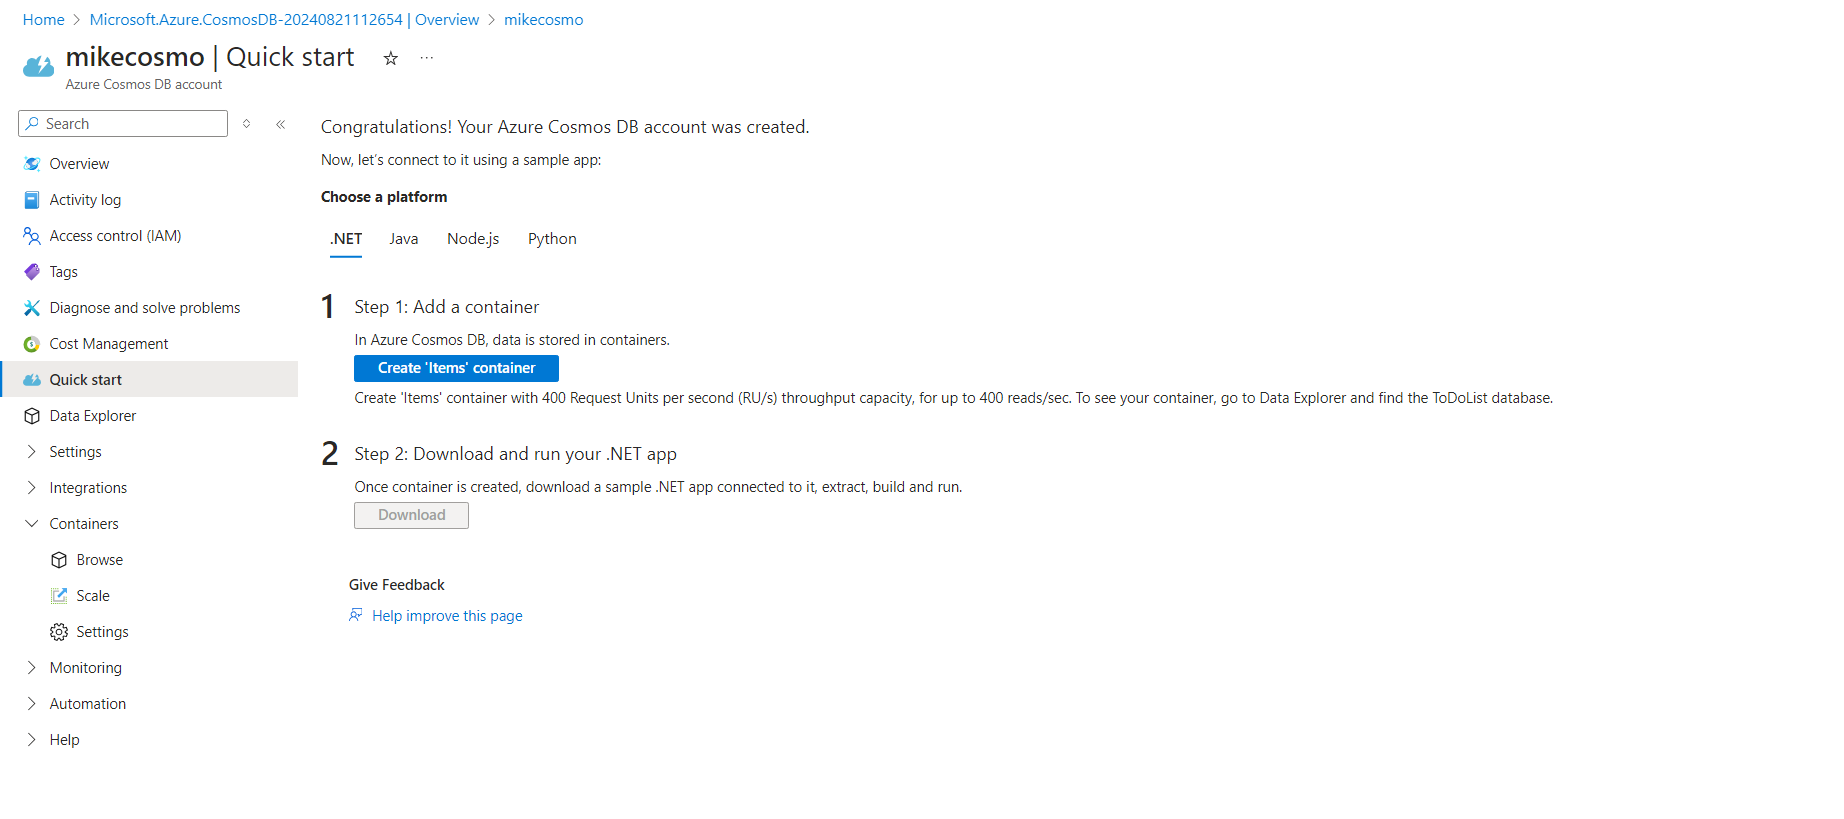 Home > Microsoft.Azure.CosmosDB-20240821112654 | Overview > mikecosmo
mikecosmo | Quick start
Azure Cosmos DB account
Search
Overview
Activity log
Access control (IAM)
Tags
Diagnose and solve problems
Cost Management
Quick start
Data Explorer
Settings
Integrations
Containers
Browse
Scale
Settings
Monitoring
Automation
Help
Congratulations! Your Azure Cosmos DB account was created.
Now, let's connect to it using a sample app:
Choose a platform
.NET Java Node.js Python
1 Step 1: Add a container
In Azure Cosmos DB, data is stored in containers.
Create 'Items' container
Create 'Items' container with 400 Request Units per second (RU/s) throughput capacity, for up to 400 reads/sec. To see your container, go to Data Explorer and find the ToDoList database.
2 Step 2: Download and run your .NET app
Once container is created, download a sample .NET app connected to it, extract, build and run.
Download
Give Feedback
Help improve this page